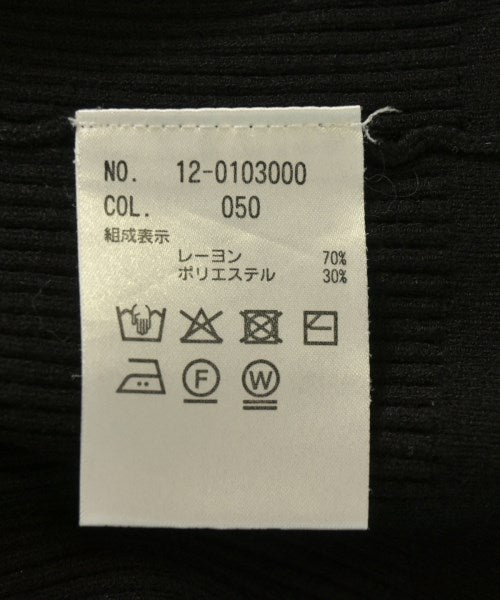 NO. 12-0103000
COL. 050
組成表示
レーヨン 70%
ポリエステル 30%
F W